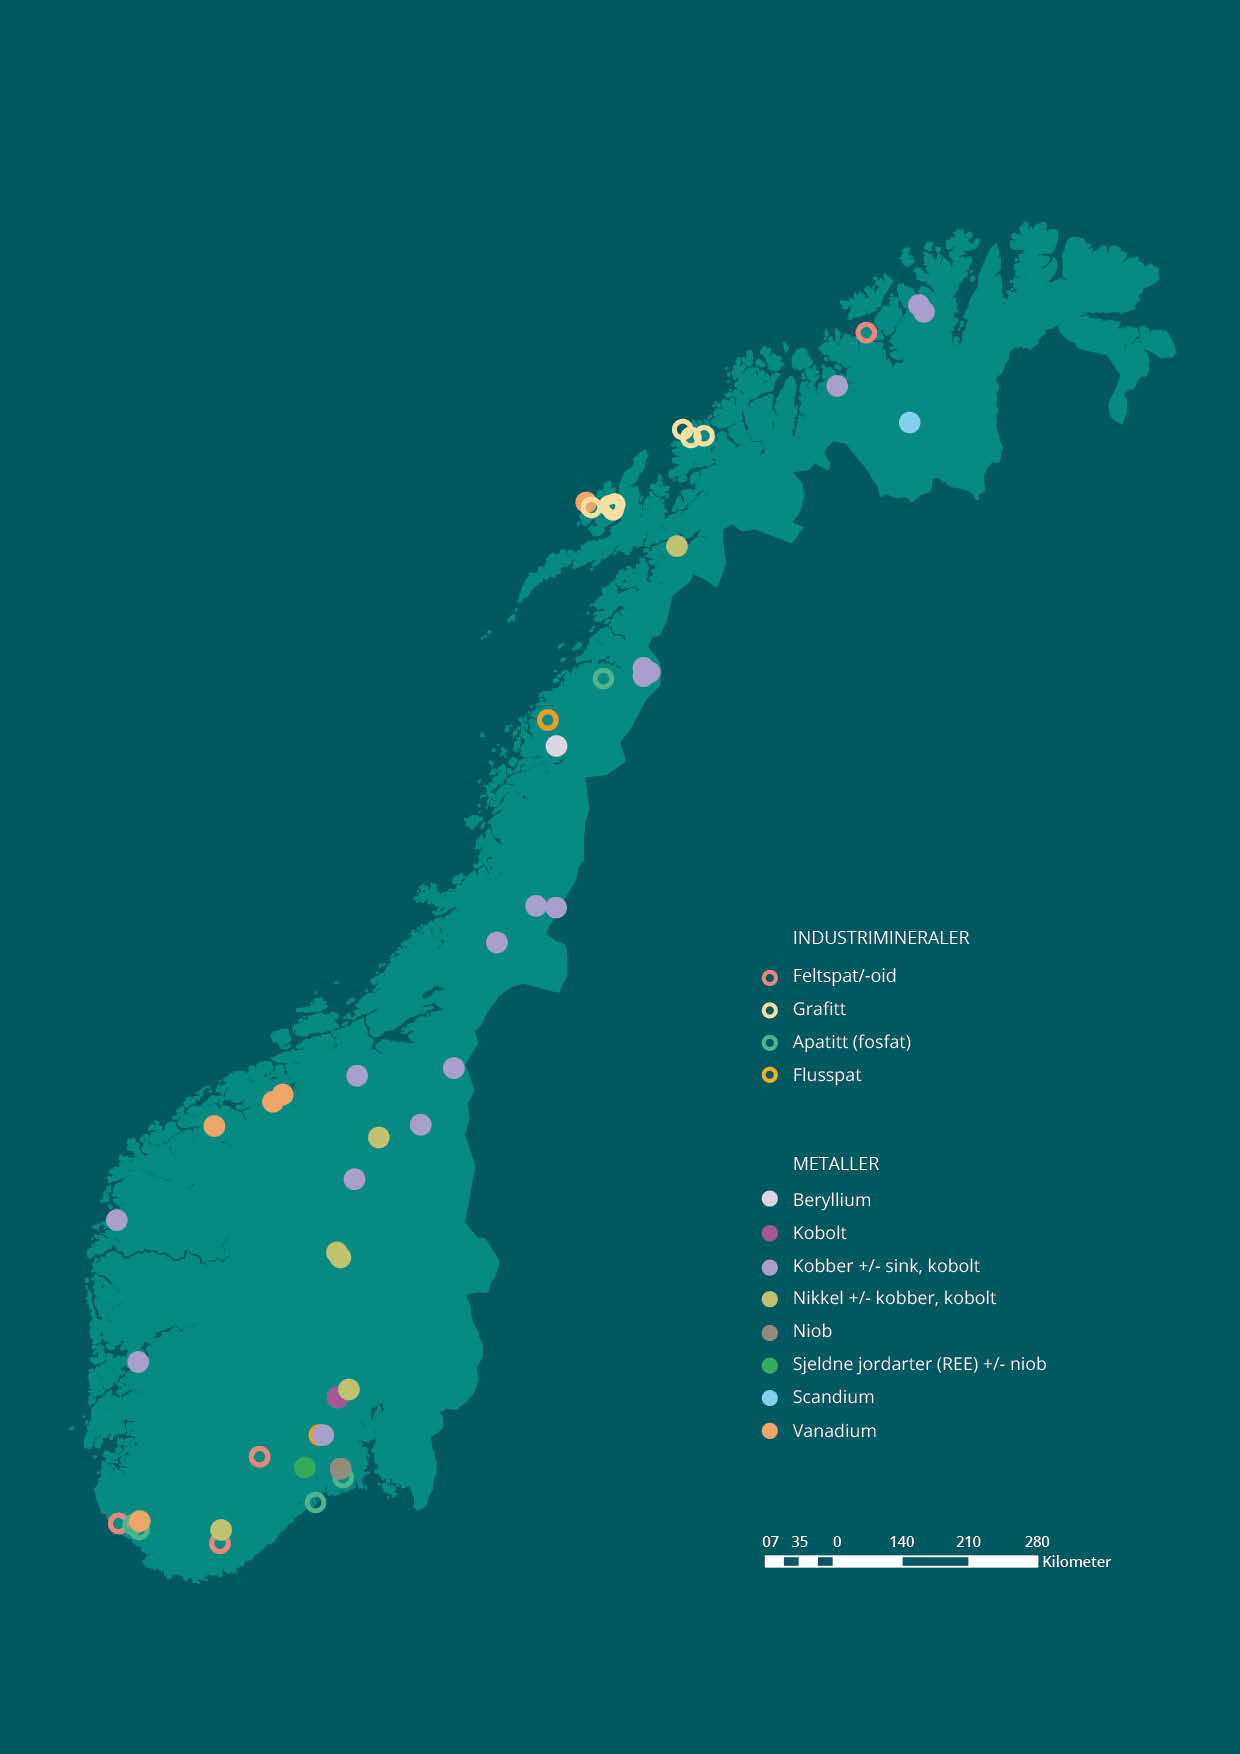 INDUSTRIMINERALER
Feltspat/-oid
Grafitt
Apatitt (fosfat)
Flusspat
METALLER
Beryllium
Kobolt
Kobber +/- sink, kobolt
Nikkel +/- kobber, kobolt
Niob
Sjeldne jordarter (REE) +/- niob
Scandium
Vanadium
07 35 0 140 210 280
Kilometer